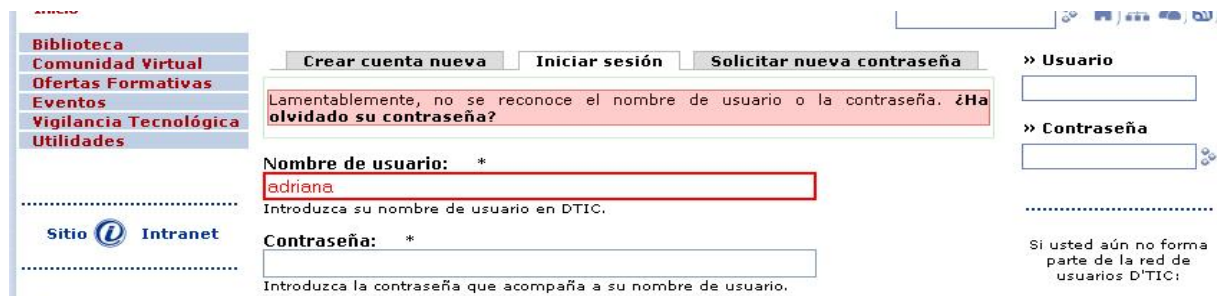 Inicio
Biblioteca
Comunidad Virtual
Ofertas Formativas
Eventos
Vigilancia Tecnológica
Utilidades
Sitio Intranet
Crear cuenta nueva
Iniciar sesión
Solicitar nueva contraseña
Lamentablemente, no se reconoce el nombre de usuario o la contraseña. ¿Ha
olvidado su contraseña?
Nombre de usuario: *
adriana
Introduzca su nombre de usuario en DTIC.
Contraseña: *
Introduzca la contraseña que acompaña a su nombre de usuario.
» Usuario
» Contraseña
Si usted aún no forma
parte de la red de
usuarios D'TIC: